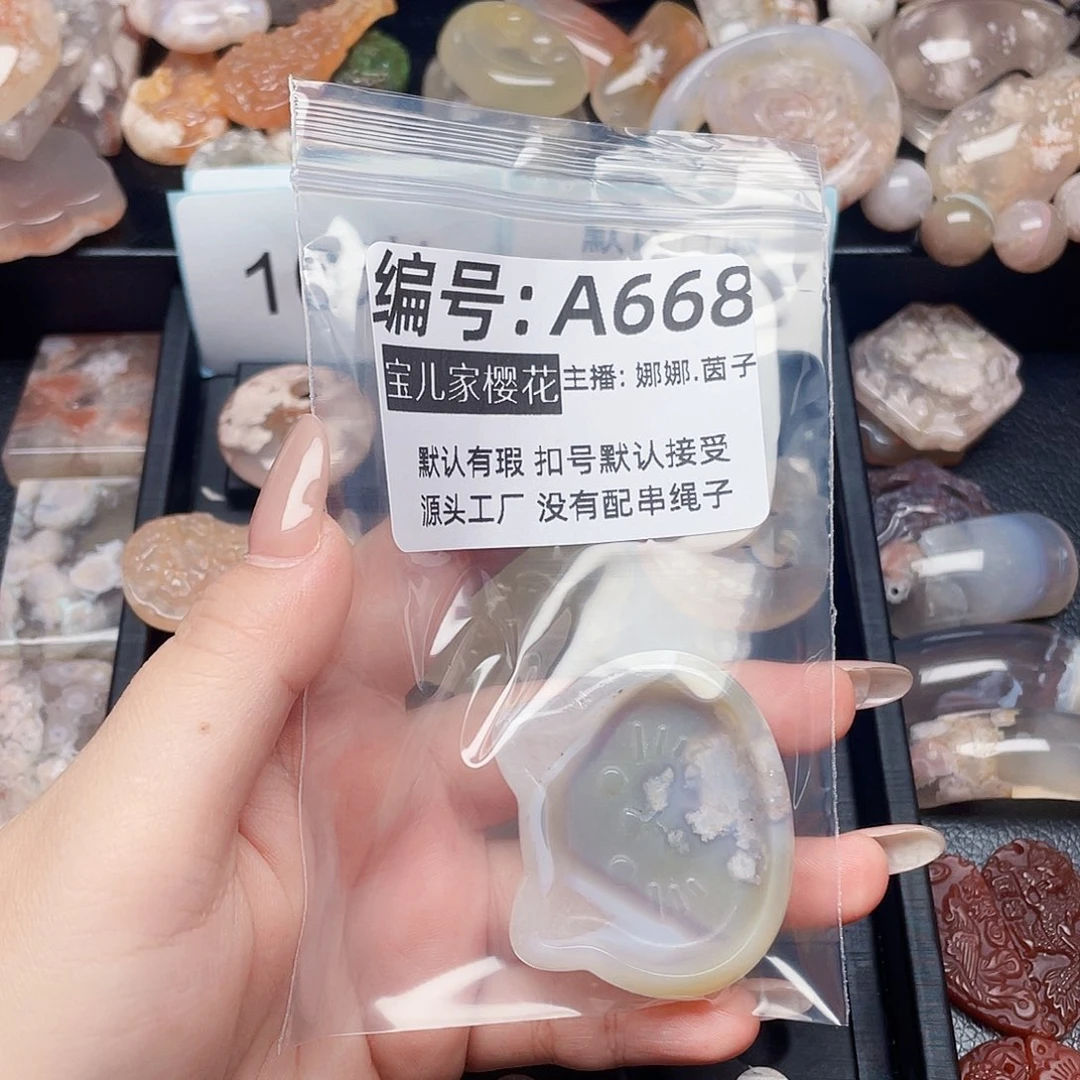 编号:A668
宝儿家樱花 主播: 娜娜.茵子
默认有瑕 扣号默认接受
源头工厂 没有配串绳子